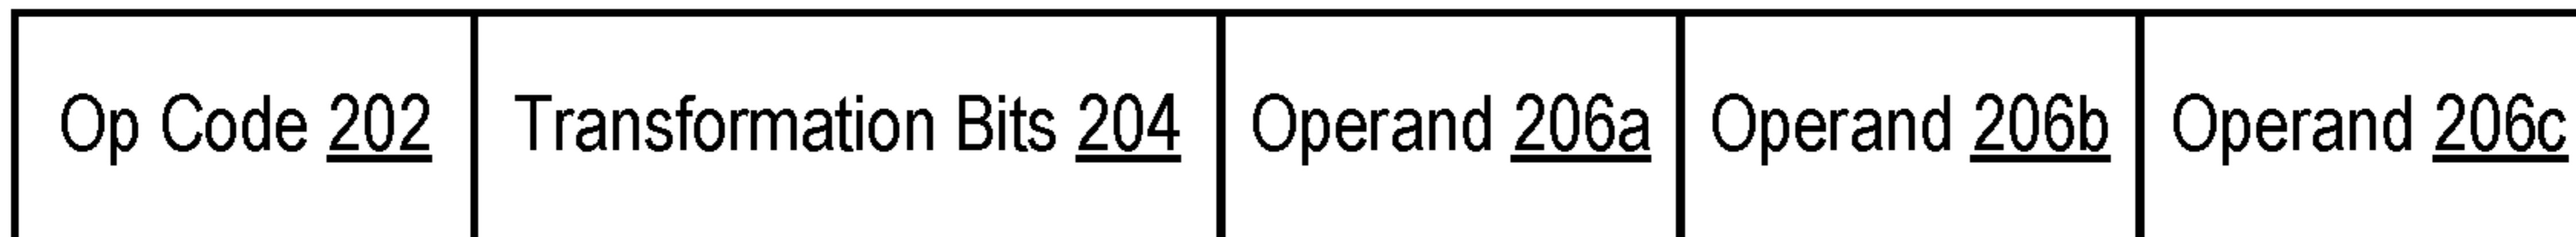 Op Code 202 Transformation Bits 204 Operand 206a Operand 206b Operand 206c